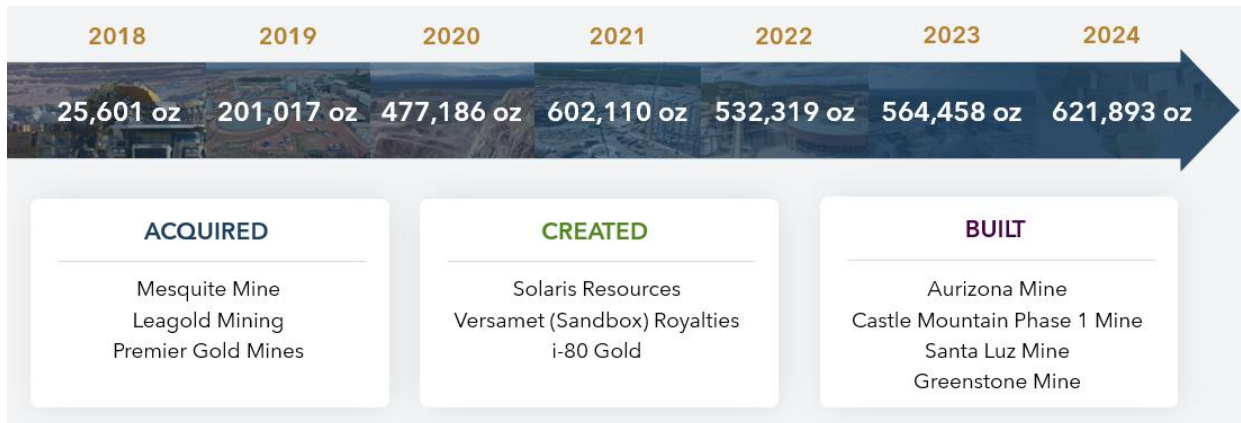 2018 2019 2020 2021 2022 2023 2024
25,601 oz 201,017 oz 477,186 oz 602,110 oz 532,319 oz 564,458 oz 621,893 oz
ACQUIRED
Mesquite Mine
Leagold Mining
Premier Gold Mines
CREATED
Solaris Resources
Versamet (Sandbox) Royalties
i-80 Gold
BUILT
Aurizona Mine
Castle Mountain Phase 1 Mine
Santa Luz Mine
Greenstone Mine